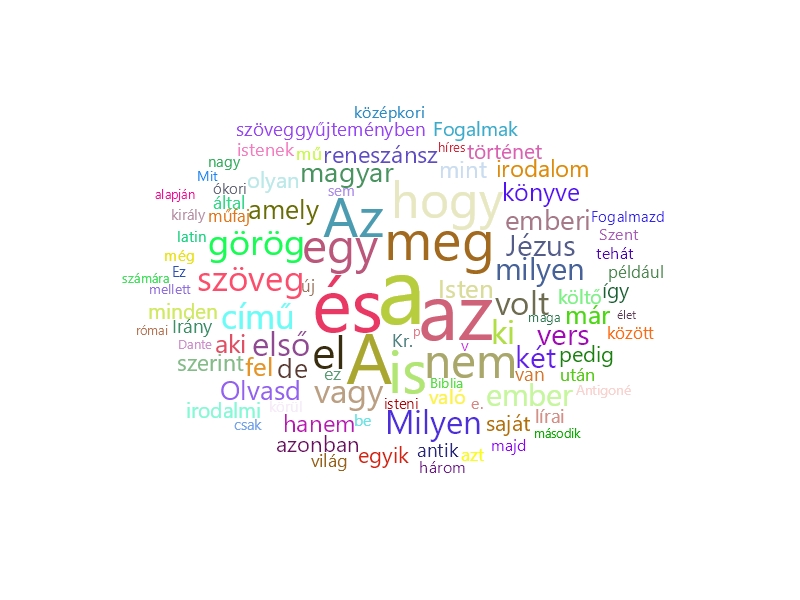 középkori
szöveggyűjteményben Fogalmak
istenek mű reneszánsz híres történet
nagy magyar mint irodalom
Mit ókori olyan sem hogy könyve
alapján által amely Az emberi Fogalmazd
király műfaj Szent
latin görög egy meg Jézus tehát
még Ez szöveg milyen például
számára mellett új és a az Isten volt költő így
minden című ki már maga élet
római Irány aki első Kr. p vers között
Dante el A is nem v két pedig
szerint fel de ez van után
Olvasd vagy Biblia való ember Antigoné
irodalmi körül isteni e. lírai
csak hanem be Milyen saját második
azonban antik majd
világ egyik azt
három